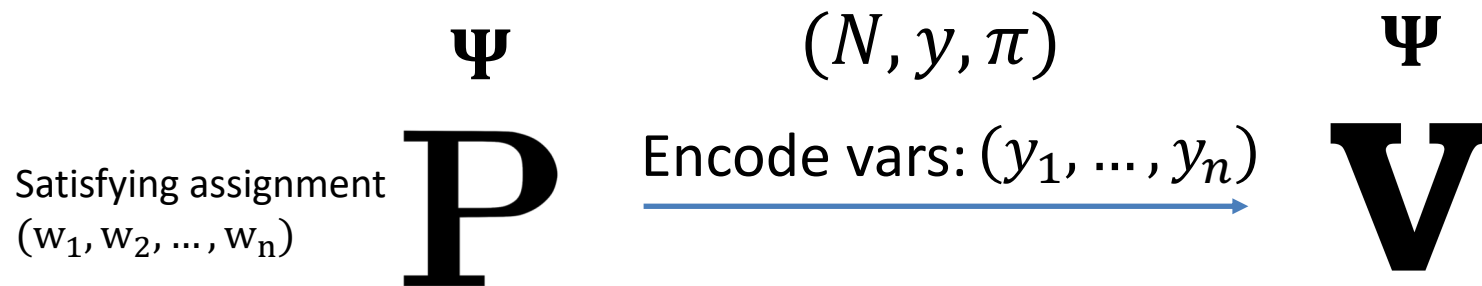 Ψ (N, y, π) Ψ
Encode vars: (y₁, … , yₙ)
Satisfying assignment
(w₁, w₂, … , wₙ)
P V